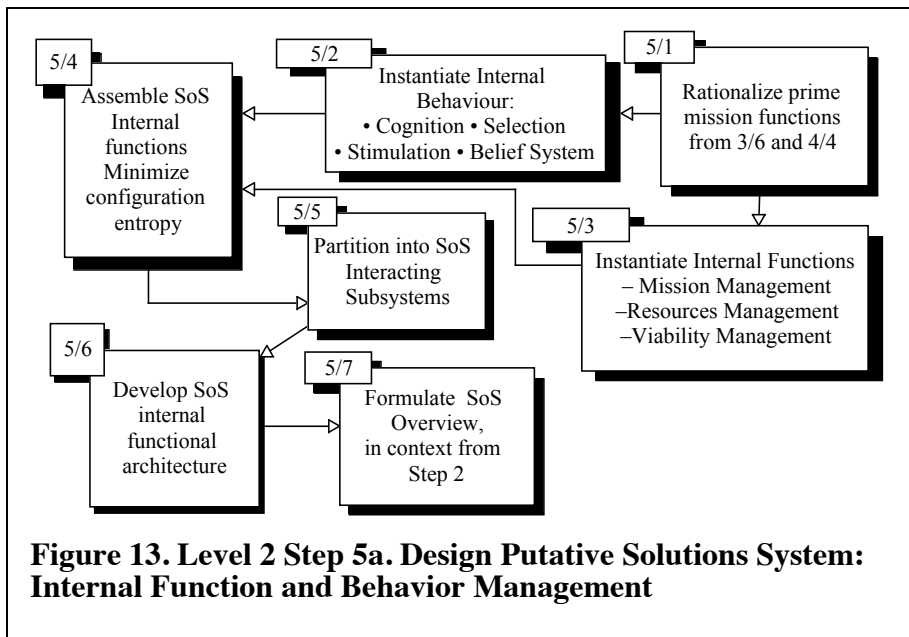 5/4
Assemble SoS
Internal
functions
Minimize
configuration
entropy
5/2
Instantiate Internal
Behaviour:
• Cognition • Selection
• Stimulation • Belief System
5/1
Rationalize prime
mission functions
from 3/6 and 4/4
5/5
Partition into SoS
Interacting
Subsystems
5/3
Instantiate Internal Functions
– Mission Management
–Resources Management
–Viability Management
5/6
Develop SoS
internal
functional
architecture
5/7
Formulate SoS
Overview,
in context from
Step 2
Figure 13. Level 2 Step 5a. Design Putative Solutions System:
Internal Function and Behavior Management